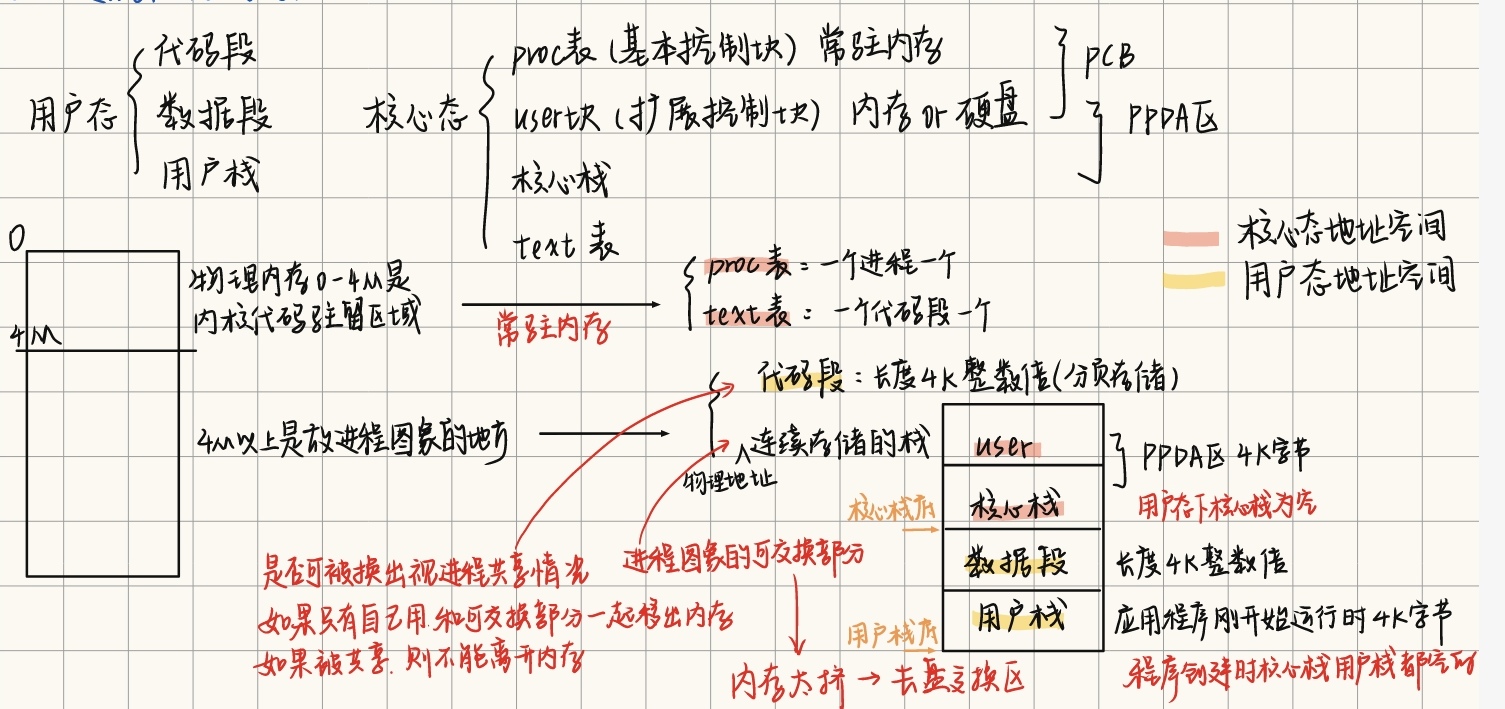 用户态
代码段
数据段
用户栈
核心态
proc表（基本控制块）常驻内存
user块（扩展控制块）内存 or 硬盘
核心栈
text 表
PCB
PPDA区
核心态地址空间
用户态地址空间
0
4M
物理内存0-4M是
内核代码驻留区域
常驻内存
proc表：一个进程一个
text表：一个代码段一个
4M以上是放进程图象的地方
代码段：长度4K整数倍(分页存储)
连续存储的栈
物理地址
user
核心栈
数据段
用户栈
PPDA区 4K字节
用户态下核心栈为空
长度4K整数倍
应用程序刚开始运行时4K字节
程序创建时核心栈用户栈都空的
核心栈底
用户栈底
是否可被换出视进程共享情况
如果只有自己用.和可交换部分一起移出内存
如果被共享.则不能离开内存
进程图象的可交换部分
内存太挤 → 去盘交换区